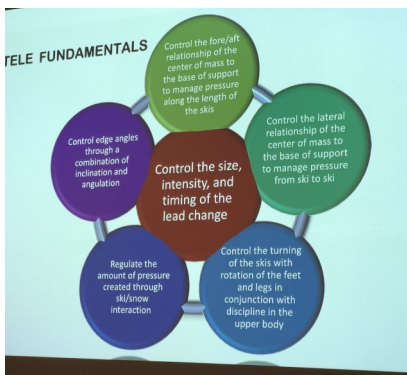 TELE FUNDAMENTALS
Control the fore/aft
relationship of the
center of mass to
the base of support
to manage pressure
along the length of
the skis
Control the lateral
relationship of the
center of mass to
the base of support
to manage pressure
from ski to ski
Control the turning
of the skis with
rotation of the feet
and legs in
conjunction with
discipline in the
upper body
Regulate the
amount of pressure
created through
ski/snow
interaction
Control edge angles
through a
combination of
inclination and
angulation
Control the size,
intensity, and
timing of the
lead change